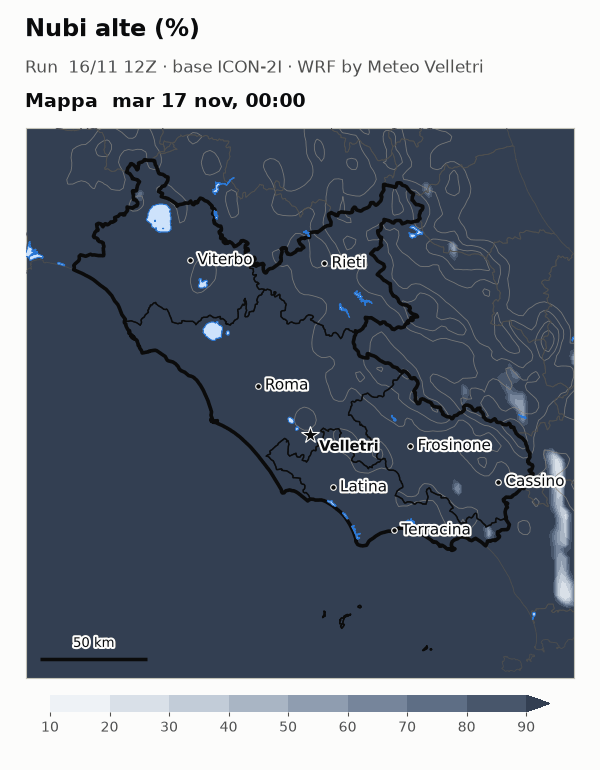 Nubi alte (%)
Run  16/11 12Z · base ICON-2I · WRF by Meteo Velletri
Mappa  mar 17 nov, 00:00
Viterbo
Rieti
Roma
Velletri
Frosinone
Latina
Cassino
Terracina
50 km
10 20 30 40 50 60 70 80 90